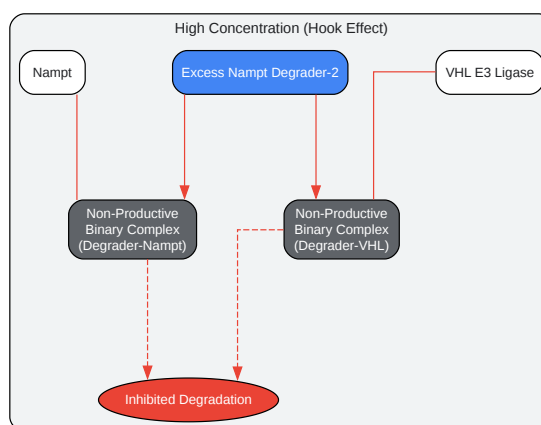 High Concentration (Hook Effect)
Nampt
Excess Nampt Degrader-2
VHL E3 Ligase
Non-Productive
Binary Complex
(Degrader-Nampt)
Non-Productive
Binary Complex
(Degrader-VHL)
Inhibited Degradation